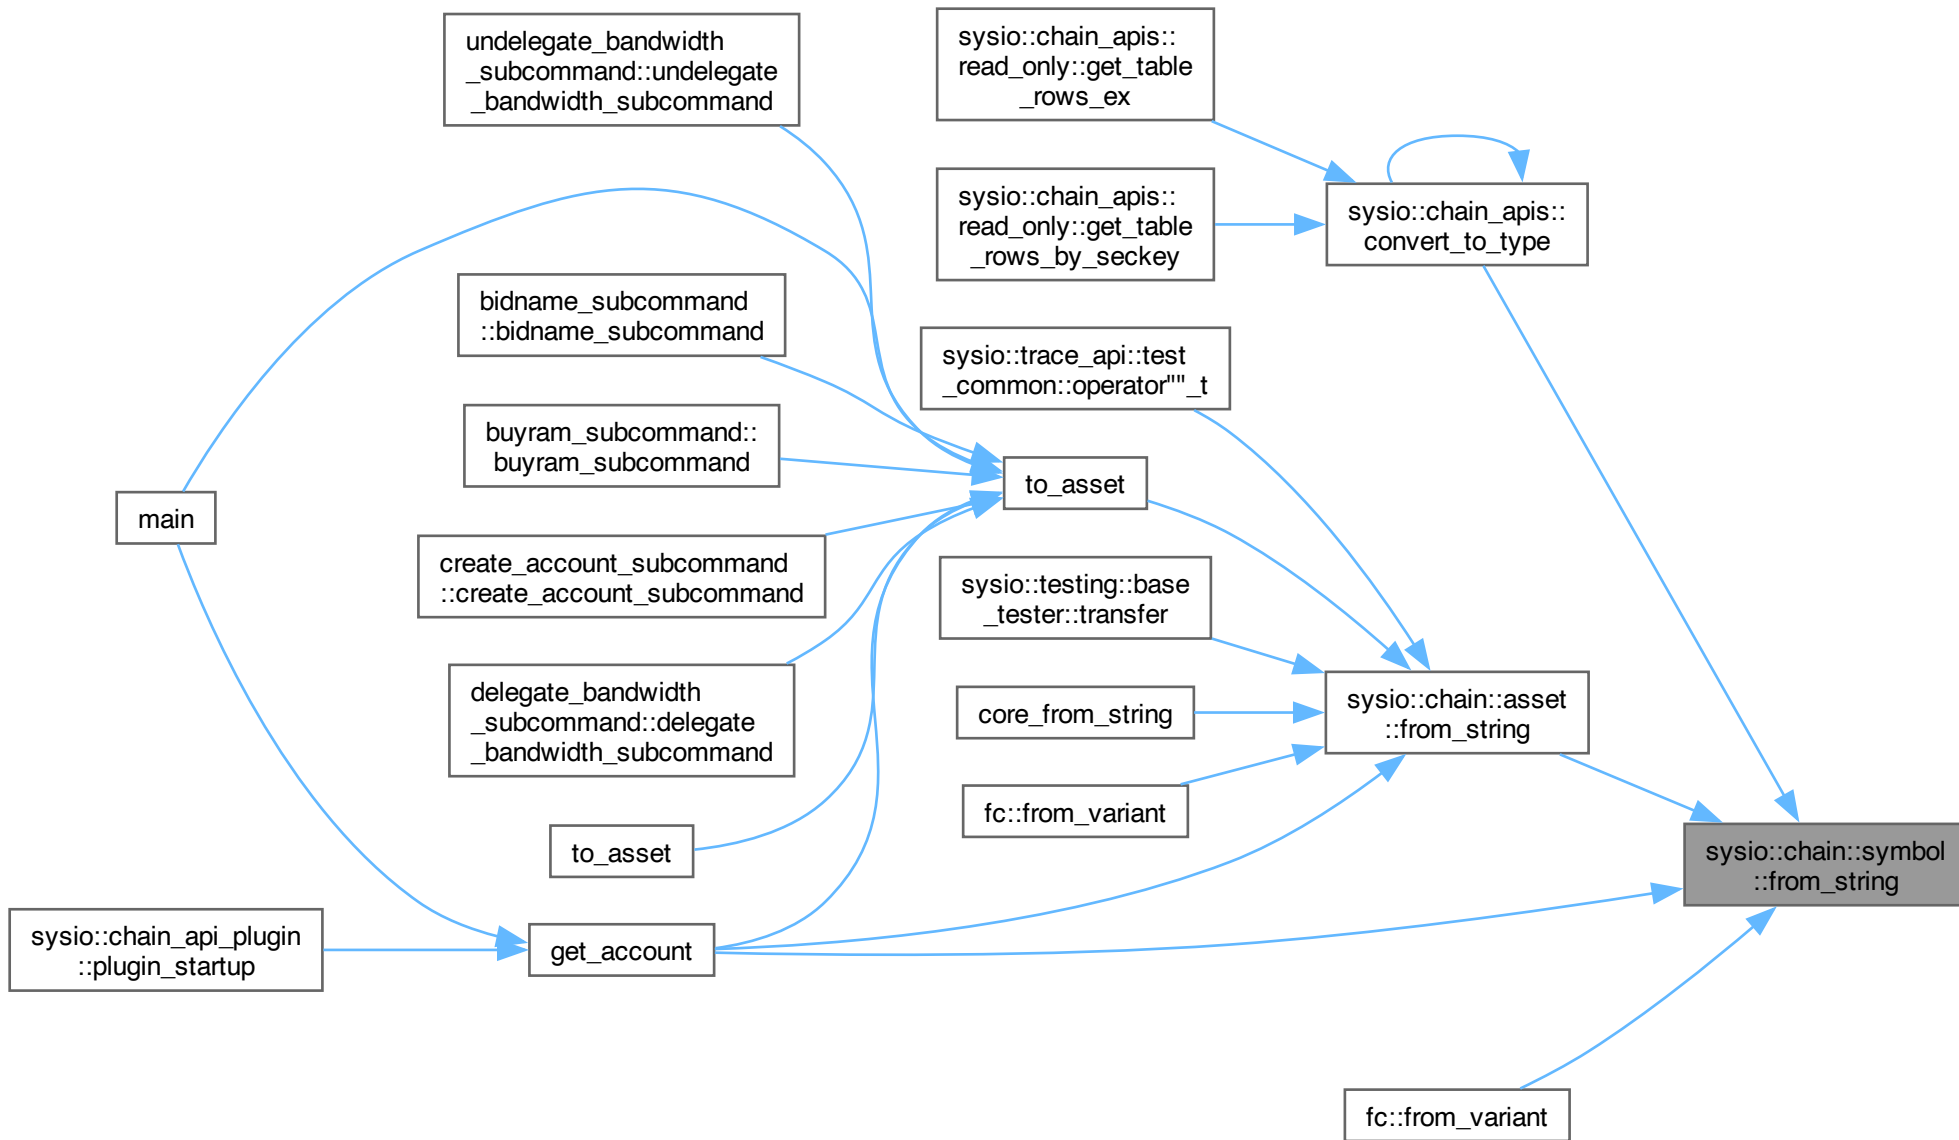 undelegate_bandwidth
_subcommand::undelegate
_bandwidth_subcommand
sysio::chain_apis::
read_only::get_table
_rows_ex
sysio::chain_apis::
read_only::get_table
_rows_by_seckey
sysio::chain_apis::
convert_to_type
bidname_subcommand
::bidname_subcommand
sysio::trace_api::test
_common::operator""_t
buyram_subcommand::
buyram_subcommand
to_asset
main
create_account_subcommand
::create_account_subcommand
sysio::testing::base
_tester::transfer
delegate_bandwidth
_subcommand::delegate
_bandwidth_subcommand
core_from_string
sysio::chain::asset
::from_string
fc::from_variant
to_asset
sysio::chain::symbol
::from_string
sysio::chain_api_plugin
::plugin_startup
get_account
fc::from_variant